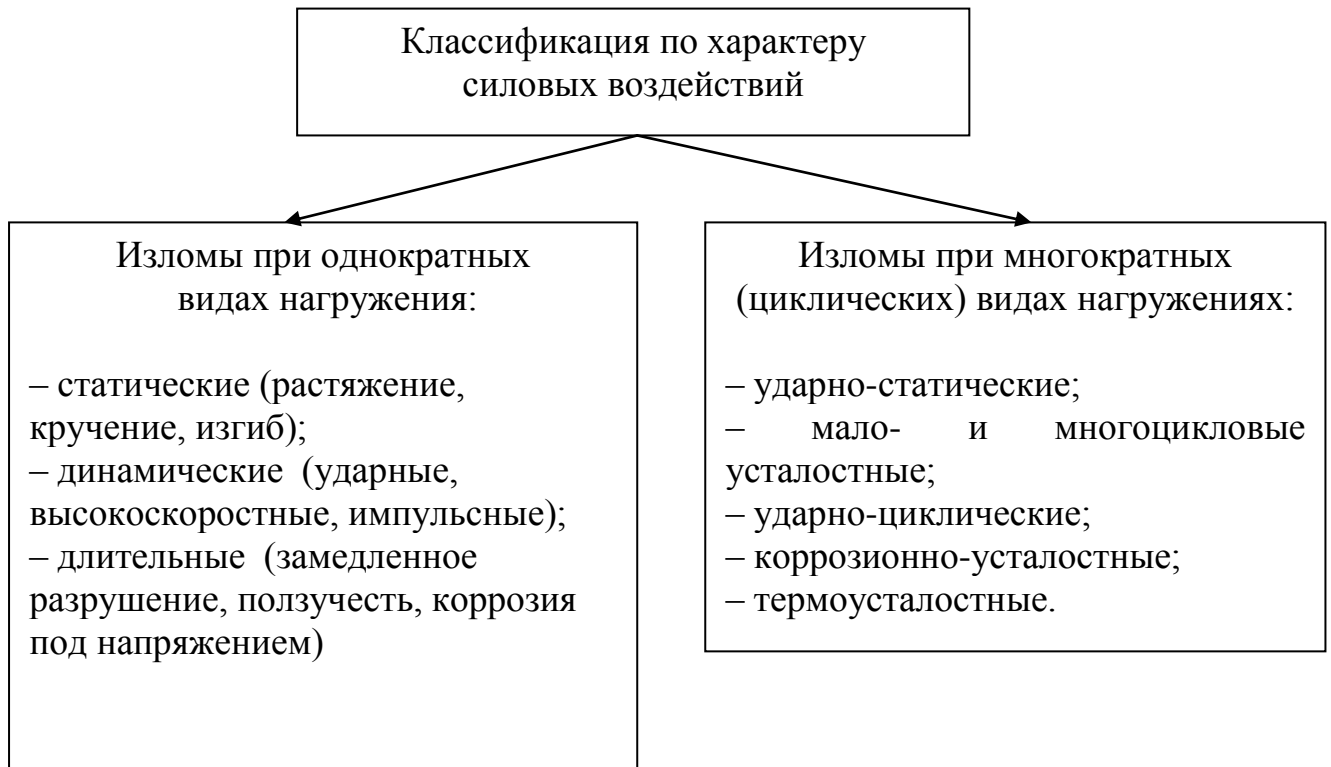 Классификация по характеру
силовых воздействий
Изломы при однократных
видах нагружения:
– статические (растяжение,
кручение, изгиб);
– динамические (ударные,
высокоскоростные, импульсные);
– длительные (замедленное
разрушение, ползучесть, коррозия
под напряжением)
Изломы при многократных
(циклических) видах нагружениях:
– ударно-статические;
– мало- и многоцикловые
усталостные;
– ударно-циклические;
– коррозионно-усталостные;
– термоусталостные.